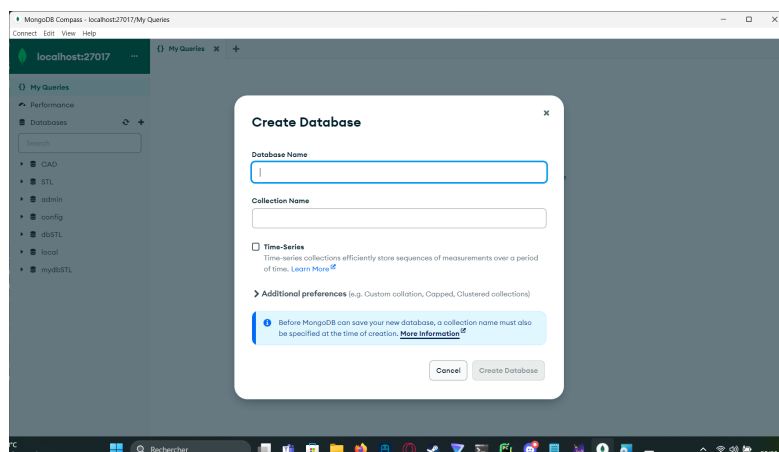 MongoDB Compass - localhost:27017/My Queries
Connect Edit View Help
localhost:27017 ...
{} My Queries
{} My Queries
Performance
Databases
Search
CAD
STL
admin
config
dbSTL
local
mydbSTL
Create Database
Database Name
Collection Name
Time-Series
Time-series collections efficiently store sequences of measurements over a period
of time. Learn More
Additional preferences (e.g. Custom collation, Capped, Clustered collections)
Before MongoDB can save your new database, a collection name must also
be specified at the time of creation. More Information
Cancel Create Database
°C
Rechercher